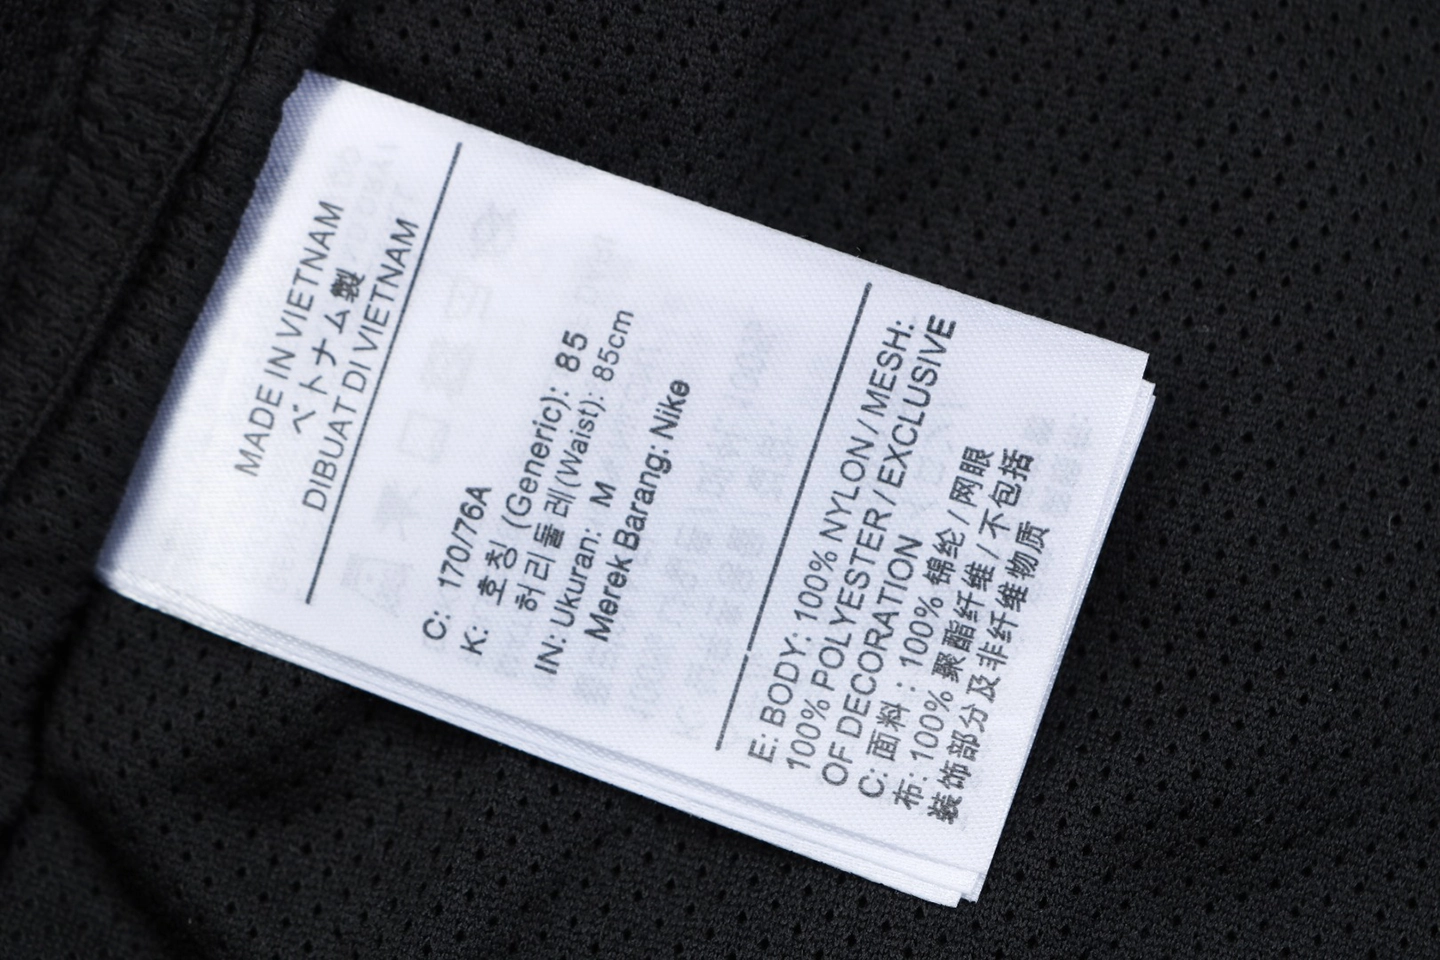 MADE IN VIETNAM
ベトナム製
DIBUAT DI VIETNAM
C: 170/76A
K: 호칭 (Generic): 85
허리둘레(Waist): 85cm
IN: Ukuran: M
Merek Barang: Nike
E: BODY: 100% NYLON / MESH:
100% POLYESTER / EXCLUSIVE
OF DECORATION
C: 面料: 100% 锦纶 / 网眼
布: 100% 聚酯纤维 / 不包括
装饰部分及非纤维物质